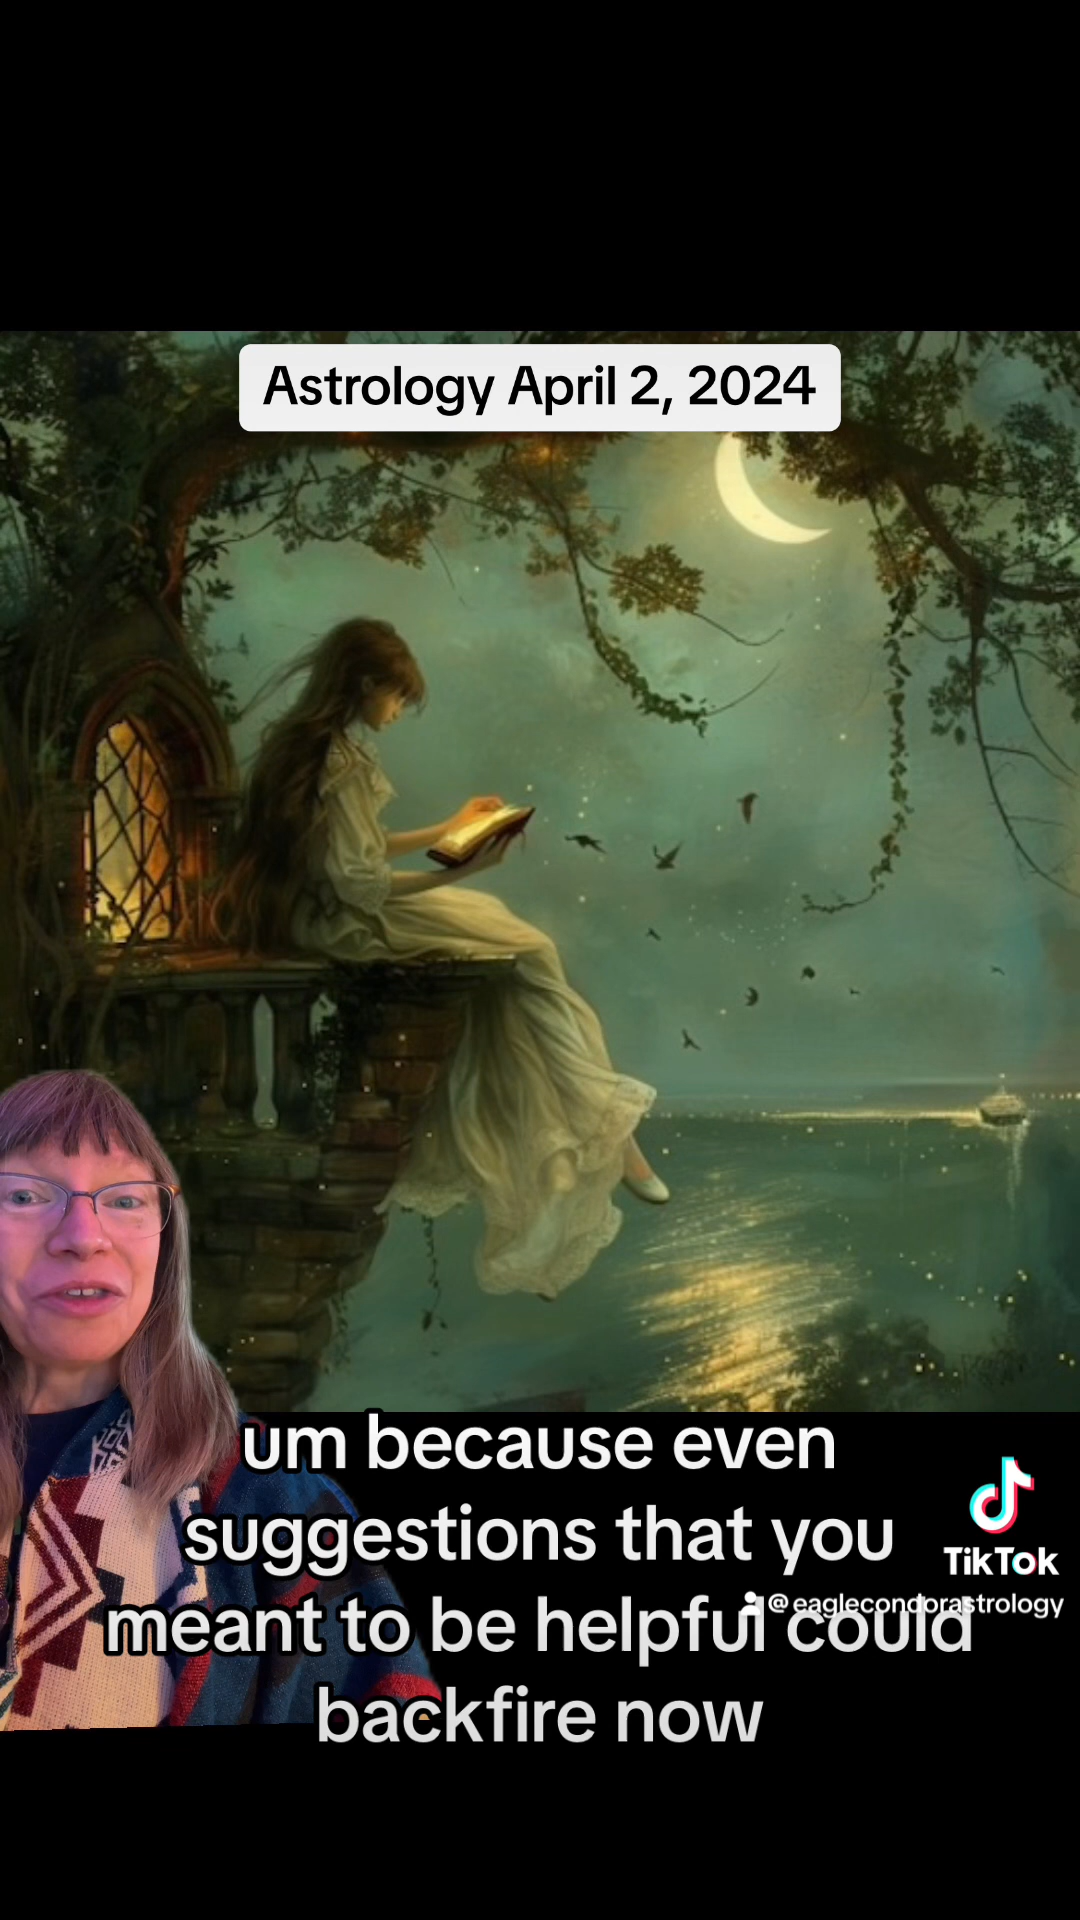 Astrology April 2, 2024
um because even
suggestions that you
meant to be helpful could
backfire now
TikTok
@eaglecondorastrology